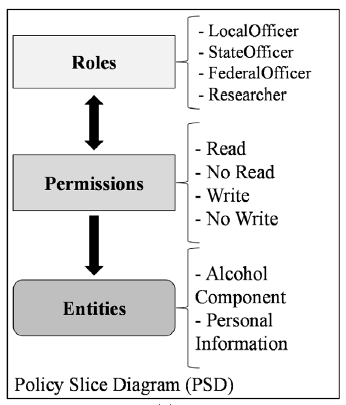 Roles
- LocalOfficer
- StateOfficer
- FederalOfficer
- Researcher
Permissions
- Read
- No Read
- Write
- No Write
Entities
- Alcohol
Component
- Personal
Information
Policy Slice Diagram (PSD)